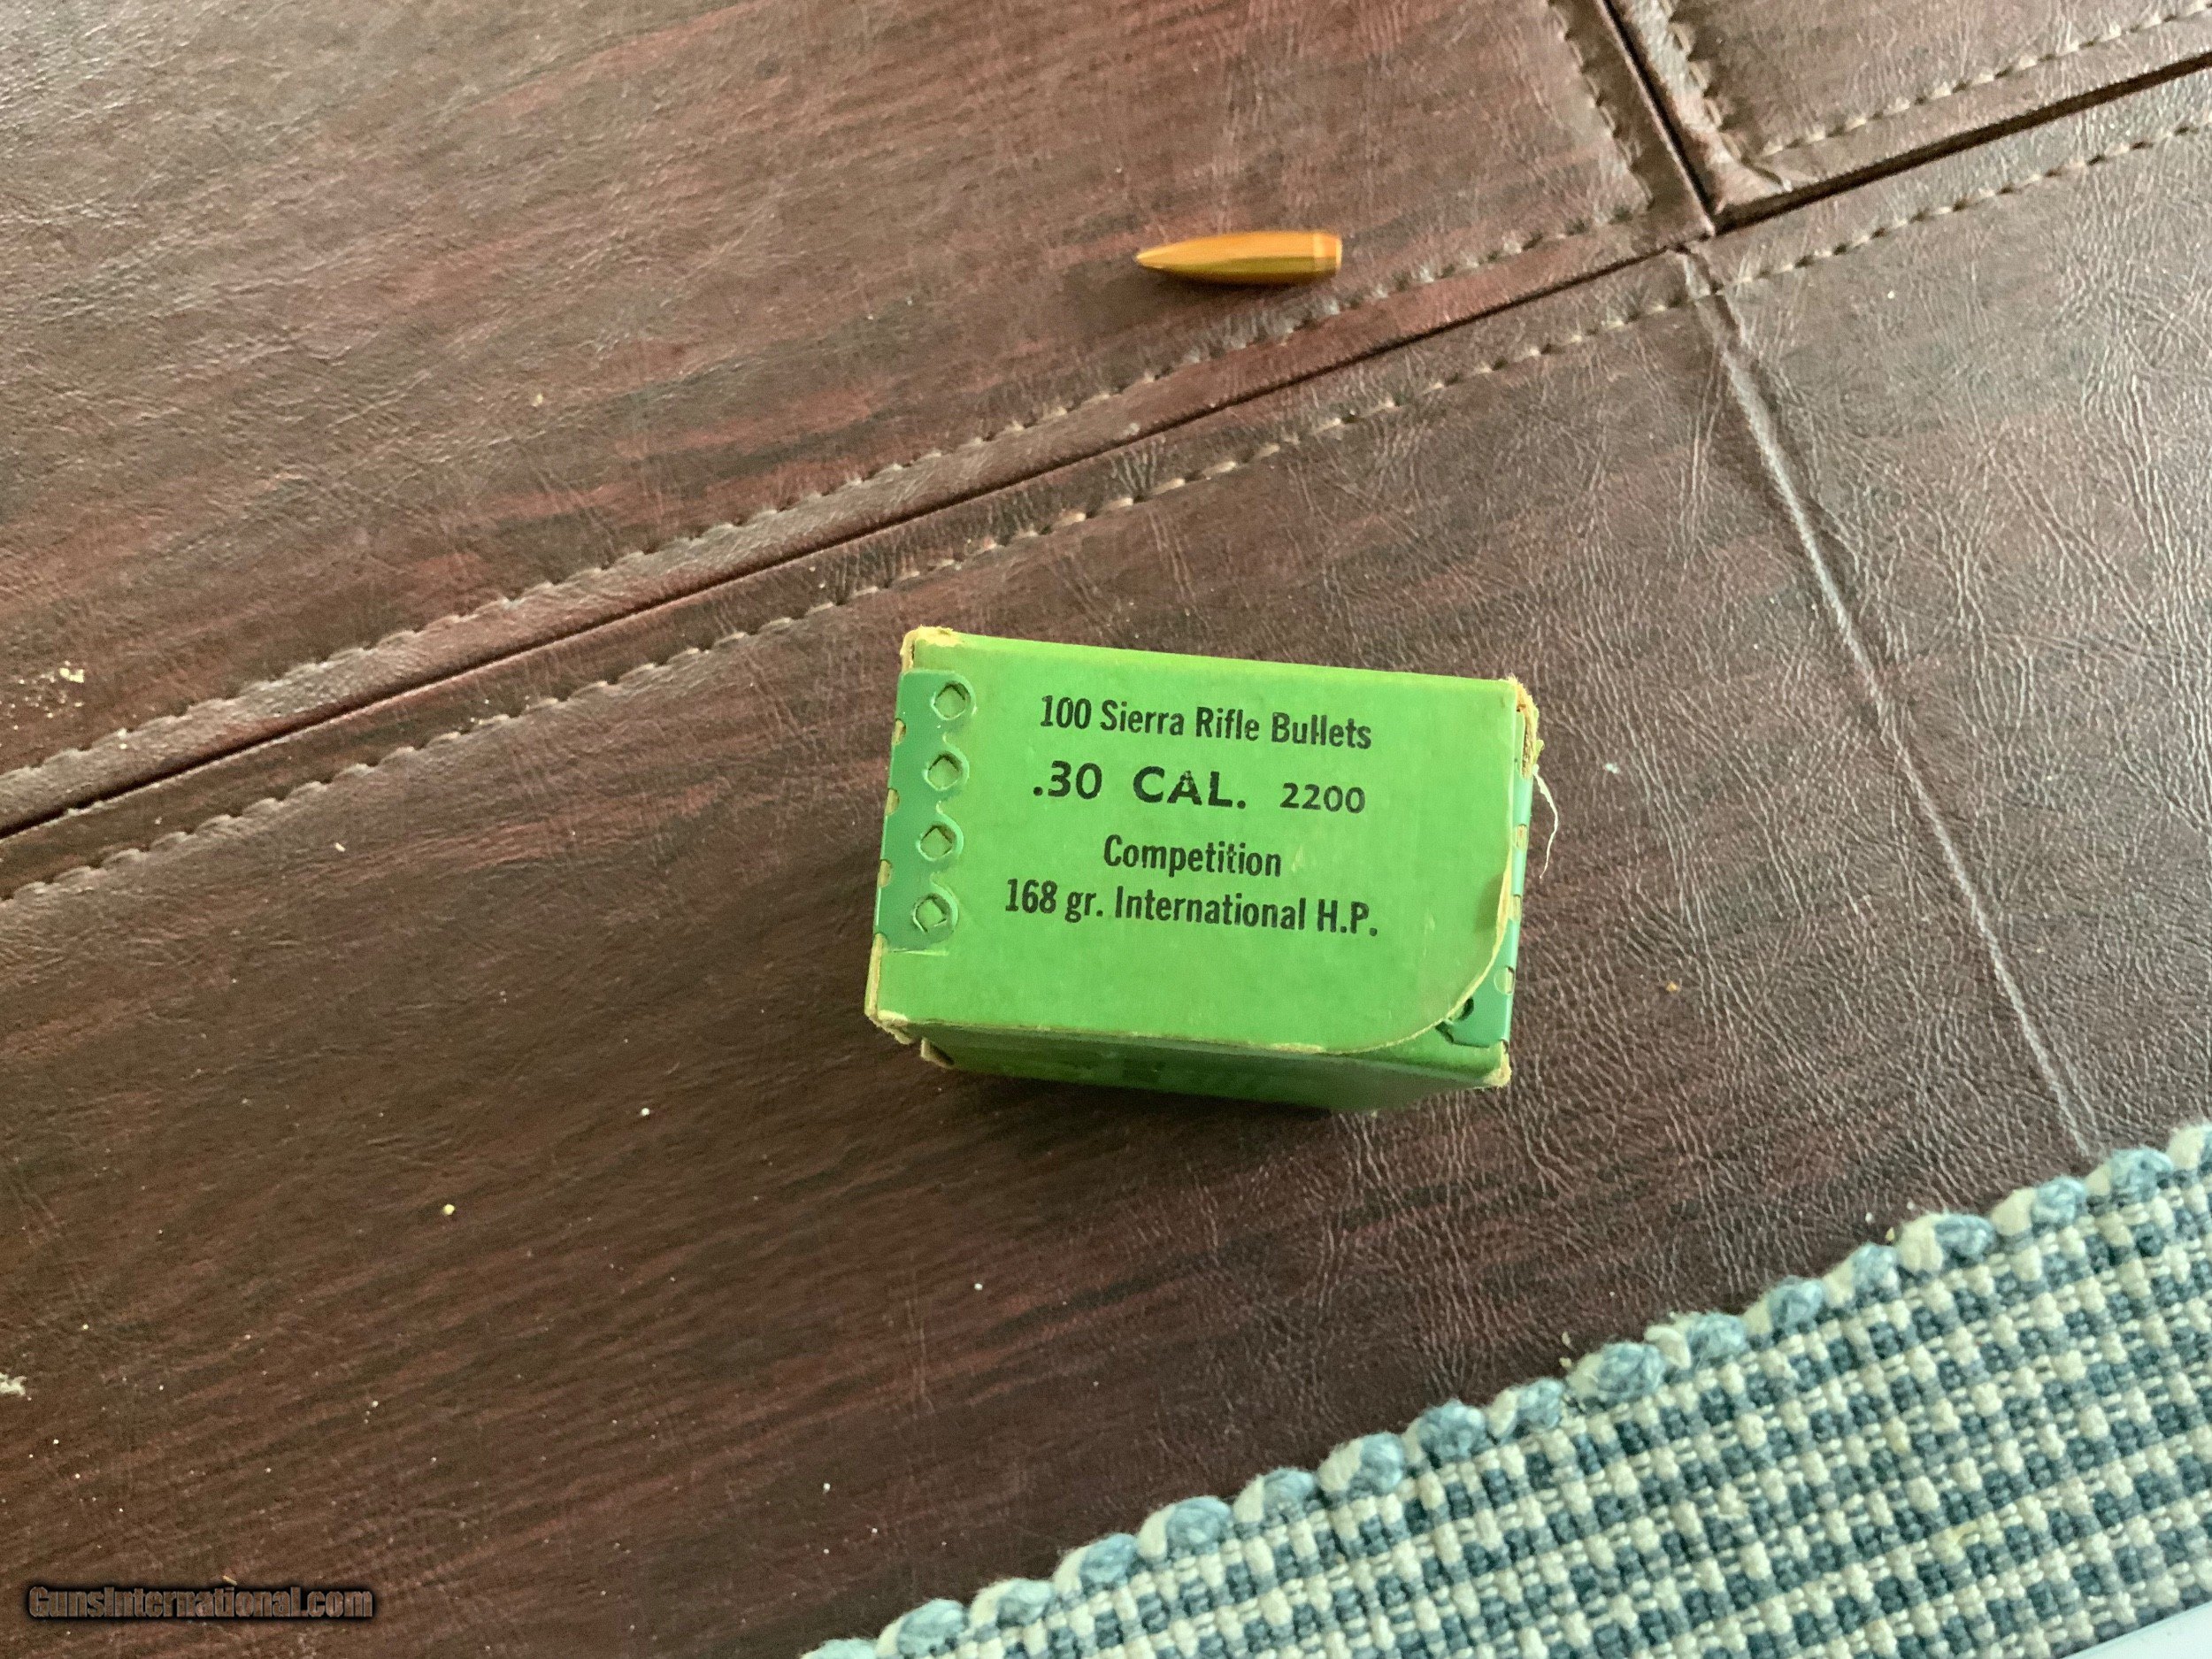 100 Sierra Rifle Bullets
.30 CAL. 2200
Competition
168 gr. International H.P.
GunsInternational.com